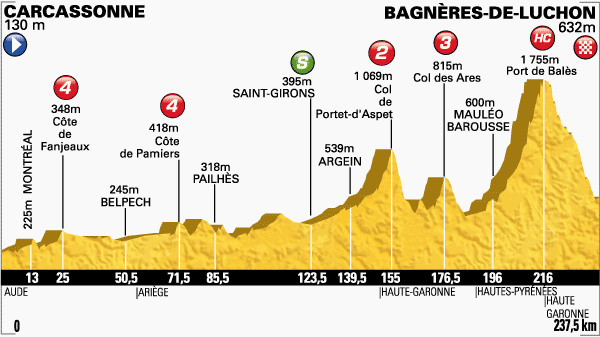 CARCASSONNE
130 m
BAGNÈRES-DE-LUCHON
632m
4
348m
Côte
de
Fanjeaux
4
418m
Côte
de Pamiers
S
395m
SAINT-GIRONS
2
1 069m
Col
de
Portet-d'Aspet
3
815m
Col des Ares
HC
1 755m
Port de Balès
225m MONTRÉAL
245m
BELPECH
318m
PAILHÈS
539m
ARGEIN
600m
MAULÉO
BAROUSSE
13 25 50,5 71,5 85,5 123,5 139,5 155 176,5 196 216
AUDE
ARIÈGE
HAUTE-GARONNE
HAUTES-PYRÉNÉES
HAUTE
GARONNE
0
237,5 km